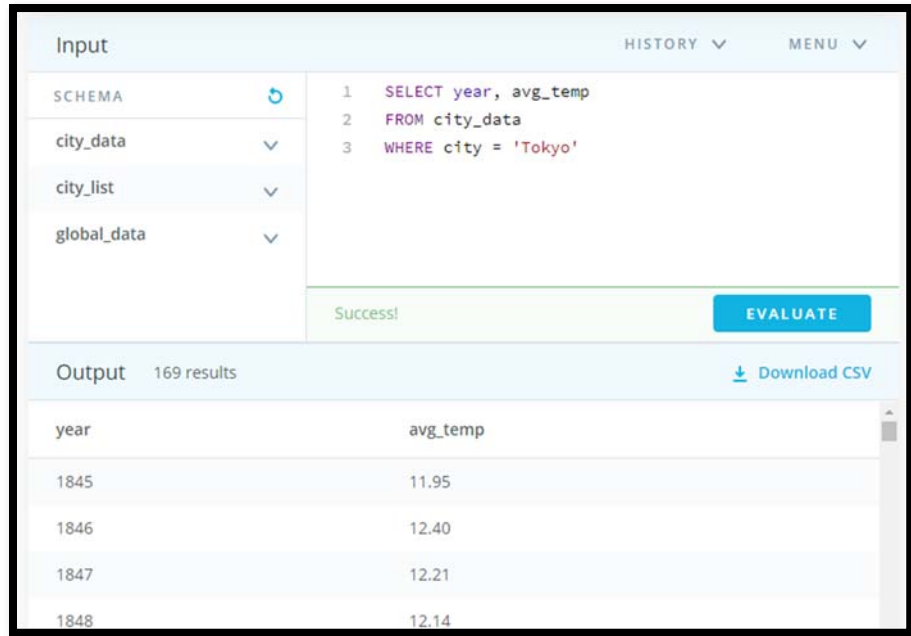 Input HISTORY MENU
SCHEMA
city_data
city_list
global_data
1 SELECT year, avg_temp
2 FROM city_data
3 WHERE city = 'Tokyo'
Success! EVALUATE
Output 169 results Download CSV
year avg_temp
1845 11.95
1846 12.40
1847 12.21
1848 12.14